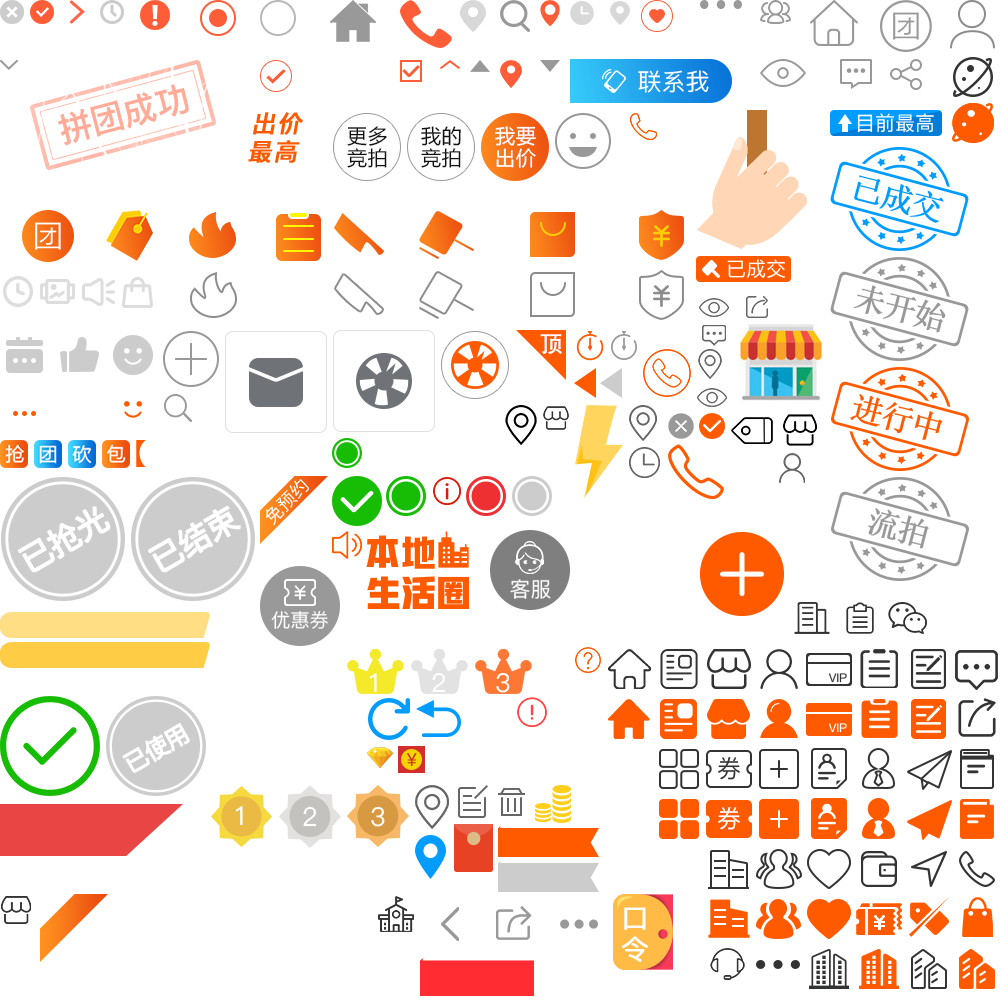 团
拼团成功
联系我
出价
最高
更多
竞拍
我的
竞拍
我要
出价
目前最高
已成交
团
¥
已成交
¥
未开始
顶
进行中
抢
团
砍
包
已抢光
已结束
免预约
流拍
本地
生活圈
客服
¥
优惠券
1
2
3
?
VIP
!
VIP
已使用
¥
券
1
2
3
券
口
令
¥